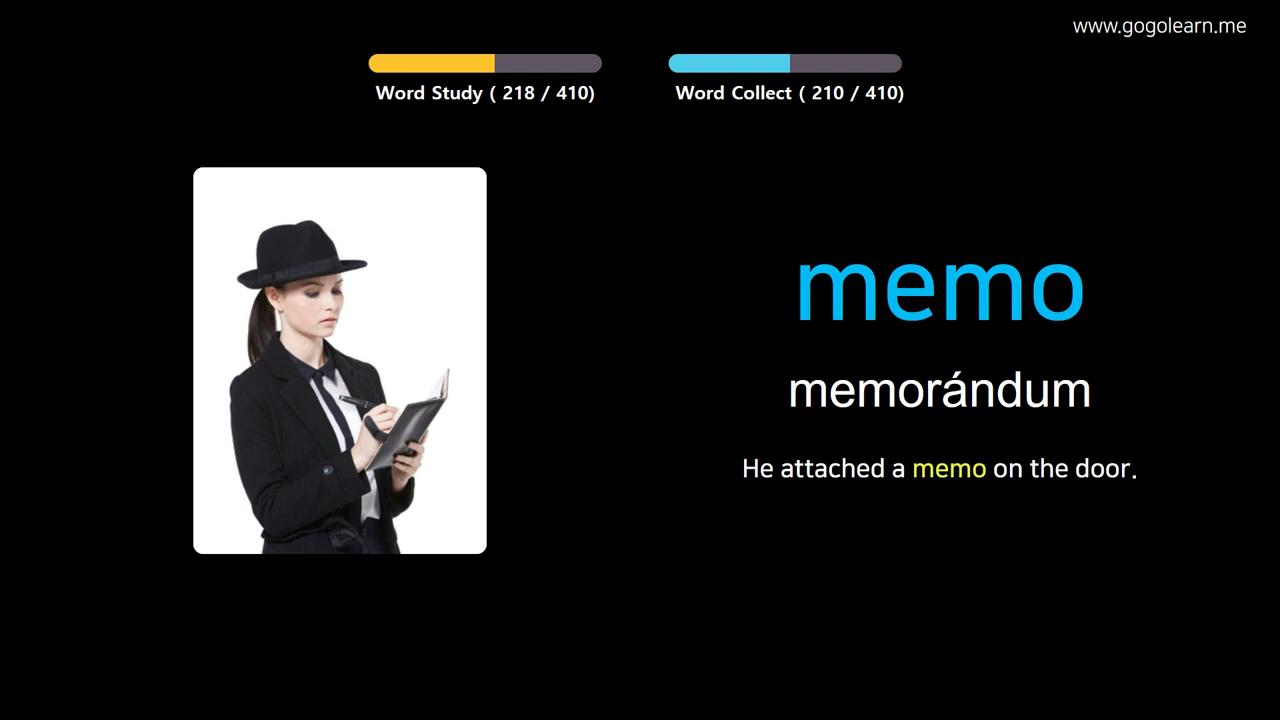 www.gogolearn.me
Word Study ( 218 / 410)
Word Collect ( 210 / 410)
memo
memorándum
He attached a memo on the door.